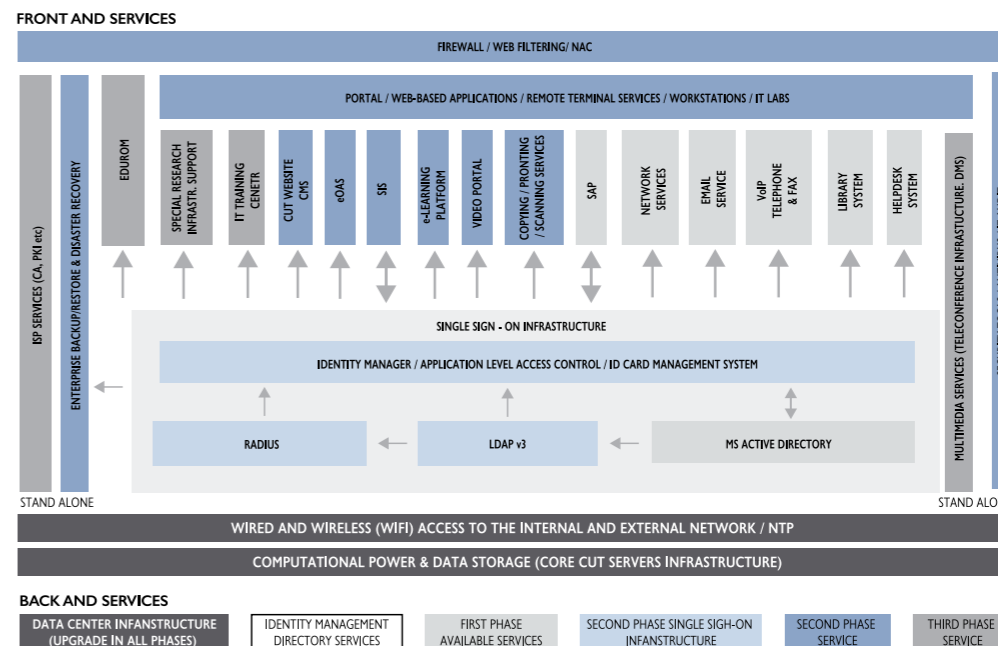 FRONT AND SERVICES
FIREWALL / WEB FILTERING/ NAC
PORTAL / WEB-BASED APPLICATIONS / REMOTE TERMINAL SERVICES / WORKSTATIONS / IT LABS
ISP SERVICES (CA, PKI etc)
ENTERPRISE BACKUP/RESTORE & DISASTER RECOVERY
EDUROM
SPECIAL RESEARCH
INFRASTR. SUPPORT
IT TRAINING
CENETR
CUT WEBSITE
CMS
eOAS
SIS
e-LEARNING
PLATFORM
VIDEO PORTAL
COPYING / PRONTING
/ SCANNING SERVICES
SAP
NETWORK
SERVICES
EMAIL
SERVICE
VoIP
TELEPHONE
& FAX
LIBRARY
SYSTEM
HELPDESK
SYSTEM
MULTIMEDIA SERVICES (TELECONFERENCE INFRASTUCTURE. DMS)
SINGLE SIGN - ON INFRASTRUCTURE
IDENTITY MANAGER / APPLICATION LEVEL ACCESS CONTROL / ID CARD MANAGEMENT SYSTEM
RADIUS
LDAP v3
MS ACTIVE DIRECTORY
STAND ALONE
STAND ALO
WIRED AND WIRELESS (WIFI) ACCESS TO THE INTERNAL AND EXTERNAL NETWORK / NTP
COMPUTATIONAL POWER & DATA STORAGE (CORE CUT SERVERS INFRASTRUCTURE)
BACK AND SERVICES
DATA CENTER INFANSTRUCTURE
(UPGRADE IN ALL PHASES)
IDENTITY MANAGEMENT
DIRECTORY SERVICES
FIRST PHASE
AVAILABLE SERVICES
SECOND PHASE SINGLE SIGH-ON
INFANSTRUCTURE
SECOND PHASE
SERVICE
THIRD PHASE
SERVICE